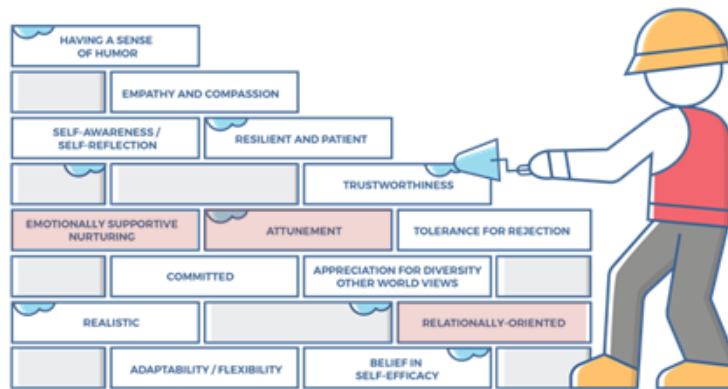 HAVING A SENSE
OF HUMOR
EMPATHY AND COMPASSION
SELF-AWARENESS /
SELF-REFLECTION
RESILIENT AND PATIENT
TRUSTWORTHINESS
EMOTIONALLY SUPPORTIVE
NURTURING
ATTUNEMENT
TOLERANCE FOR REJECTION
COMMITTED
APPRECIATION FOR DIVERSITY
OTHER WORLD VIEWS
REALISTIC
RELATIONALLY-ORIENTED
ADAPTABILITY / FLEXIBILITY
BELIEF IN
SELF-EFFICACY